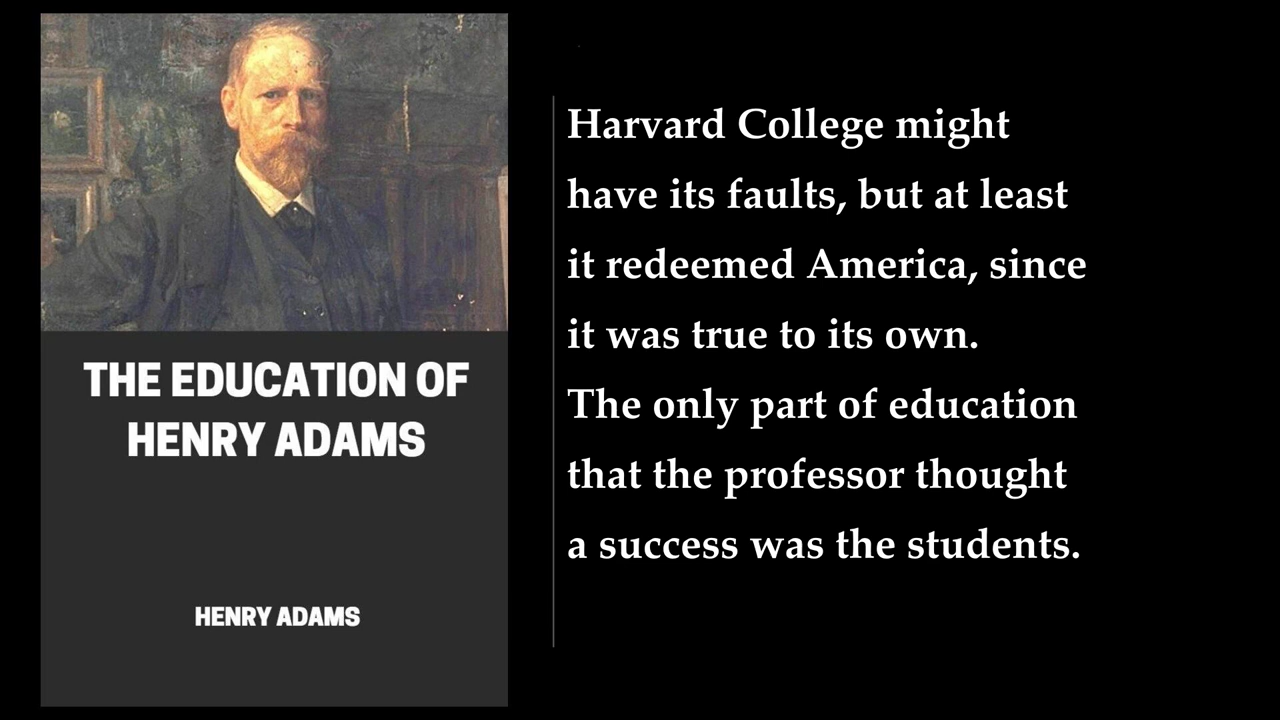 THE EDUCATION OF
HENRY ADAMS
HENRY ADAMS
Harvard College might
have its faults, but at least
it redeemed America, since
it was true to its own.
The only part of education
that the professor thought
a success was the students.